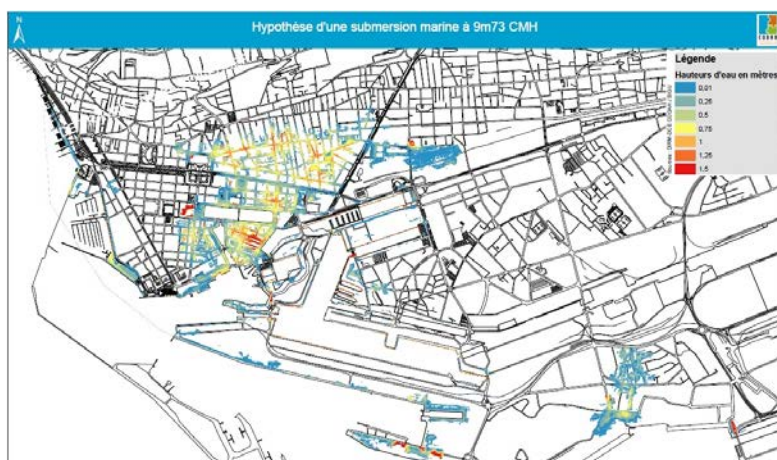 Hypothèse d'une submersion marine à 9m73 CMH
N
Légende
Hauteurs d'eau en mètres
0,01
0,25
0,5
0,75
1
1,25
1,5